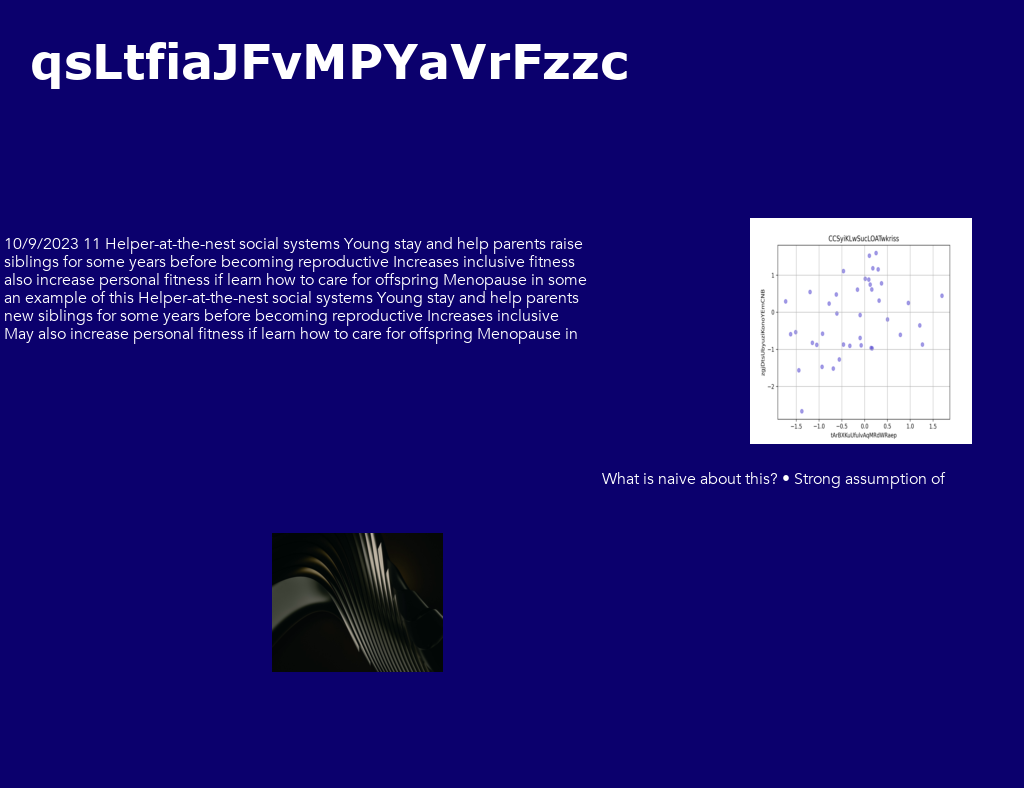 qsLtfiaJFvMPYaVrFzzc
10/9/2023 11 Helper-at-the-nest social systems Young stay and help parents raise
siblings for some years before becoming reproductive Increases inclusive fitness
also increase personal fitness if learn how to care for offspring Menopause in some
an example of this Helper-at-the-nest social systems Young stay and help parents
new siblings for some years before becoming reproductive Increases inclusive
May also increase personal fitness if learn how to care for offspring Menopause in
CCSyiKLwSucLOATwkriss
1
0
−1
−2
−1.5 −1.0 −0.5 0.0 0.5 1.0 1.5
What is naive about this? • Strong assumption of